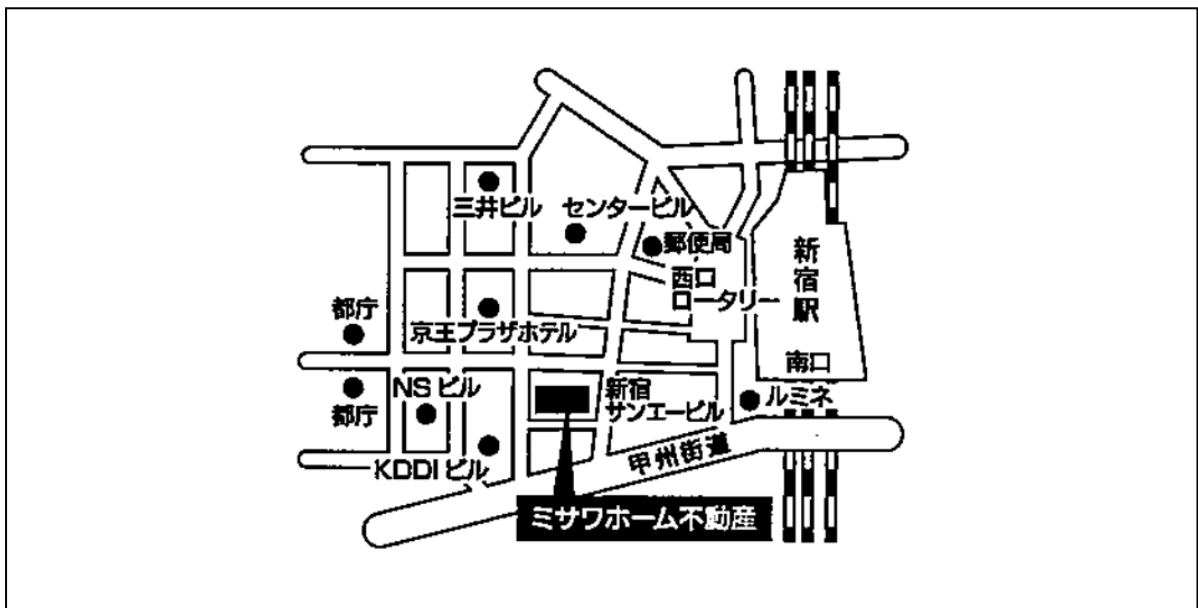 三井ビル
センタービル
郵便局
西口
ロータリー
新宿駅
都庁
京王プラザホテル
南口
NSビル
新宿
サンエービル
ルミネ
都庁
KDDIビル
甲州街道
ミサワホーム不動産